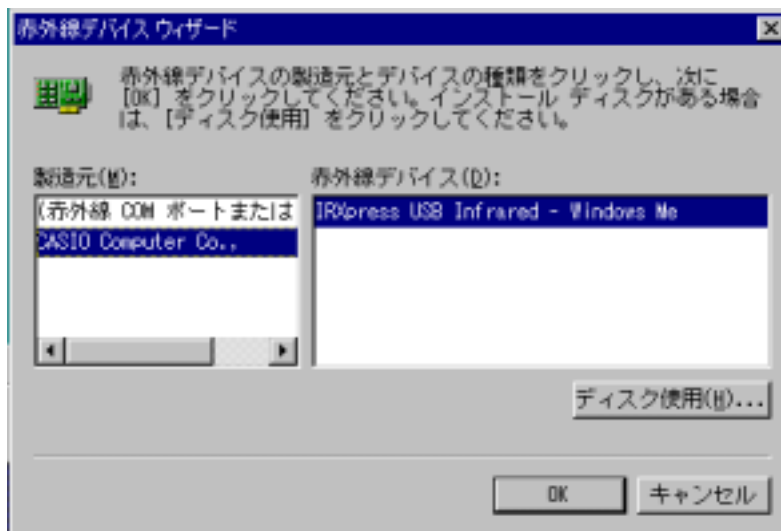 赤外線デバイス ウィザード
赤外線デバイスの製造元とデバイスの種類をクリックし、次に
[OK] をクリックしてください。インストール ディスクがある場合
は、[ディスク使用] をクリックしてください。
製造元(M):
赤外線デバイス(D):
(赤外線 COM ポートまたは
CASIO Computer Co.,
IRXpress USB Infrared - Windows Me
ディスク使用(H)...
OK
キャンセル